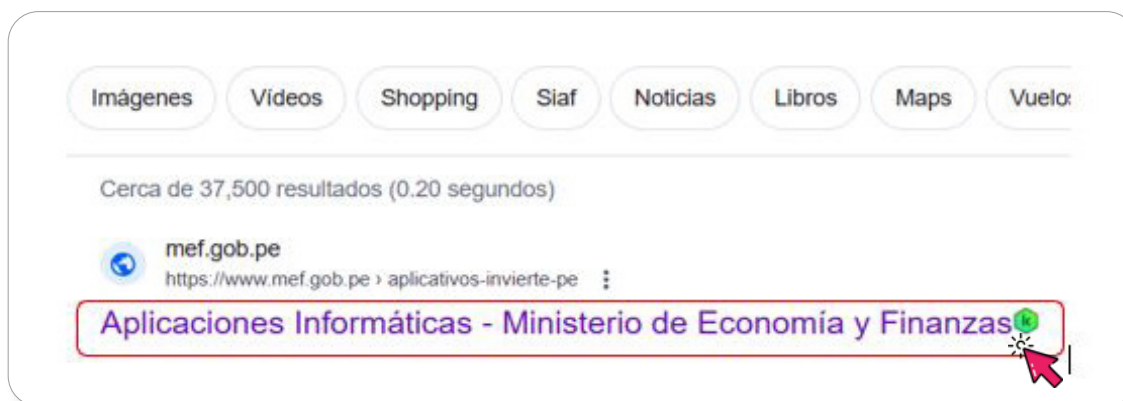 Imágenes Vídeos Shopping Siaf Noticias Libros Maps Vuelos
Cerca de 37,500 resultados (0.20 segundos)
mef.gob.pe
https://www.mef.gob.pe › aplicativos-invierte-pe
Aplicaciones Informáticas - Ministerio de Economía y Finanzas
k